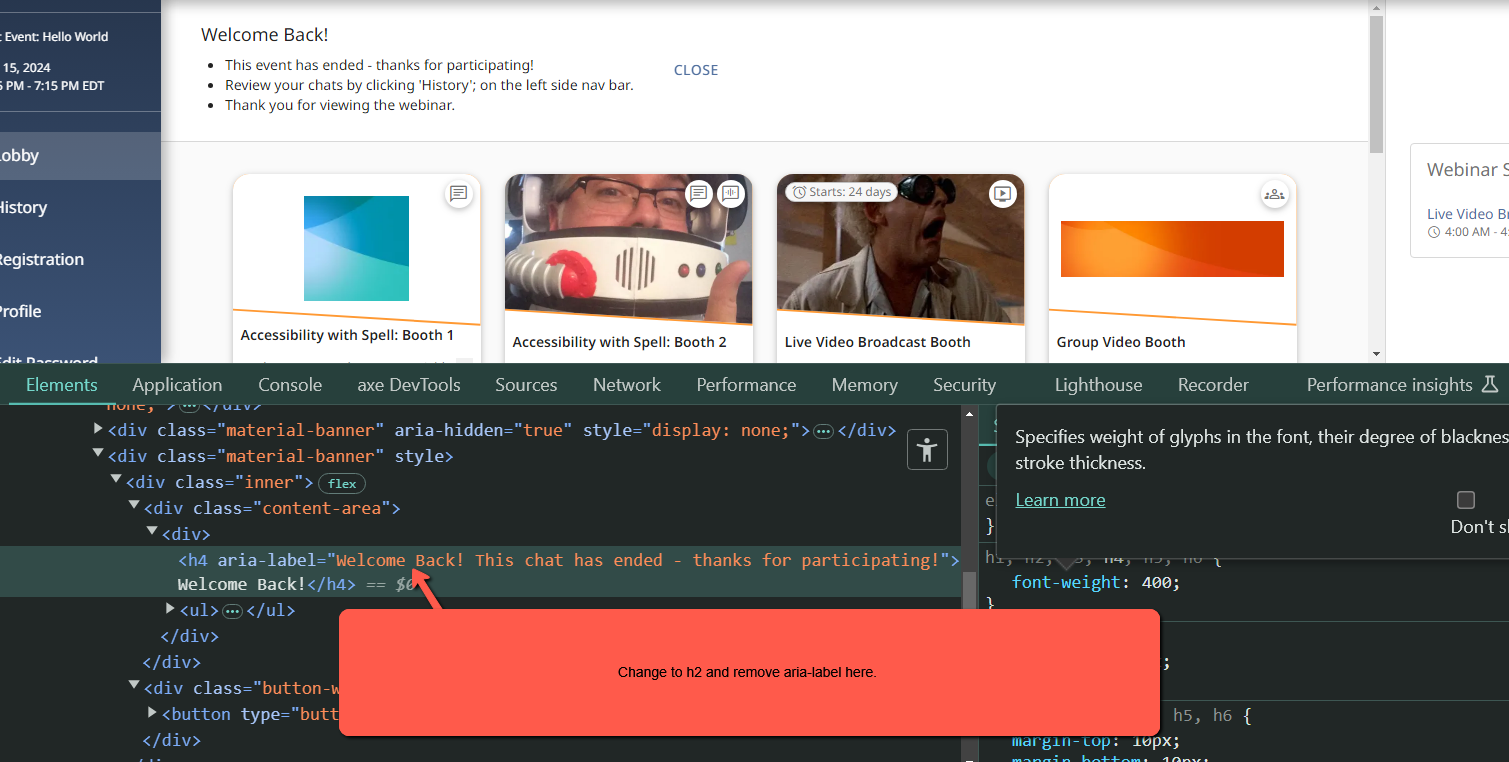 Event: Hello World
15, 2024
PM - 7:15 PM EDT
Lobby
History
Registration
Profile
Edit Password
Welcome Back!
This event has ended - thanks for participating!
Review your chats by clicking 'History'; on the left side nav bar.
Thank you for viewing the webinar.
CLOSE
Starts: 24 days
Accessibility with Spell: Booth 1
Accessibility with Spell: Booth 2
Live Video Broadcast Booth
Group Video Booth
Webinar S
Live Video Br
4:00 AM - 4:
Elements Application Console axe DevTools Sources Network Performance Memory Security Lighthouse Recorder Performance insights
none;"> … </div>
<div class="material-banner" aria-hidden="true" style="display: none;"> … </div>
<div class="material-banner" style>
<div class="inner"> flex
<div class="content-area">
<div>
<h4 aria-label="Welcome Back! This chat has ended - thanks for participating!">
Welcome Back!</h4> == $0
<ul> … </ul>
</div>
</div>
<div class="button-w
<button type="butt
</div>
Change to h2 and remove aria-label here.
Specifies weight of glyphs in the font, their degree of blackness
stroke thickness.
Learn more
Don't sh
e
}
h1, h2, h3, h4, h5, h6 {
font-weight: 400;
}
;
h5, h6 {
margin-top: 10px;
margin-bottom: 10px;